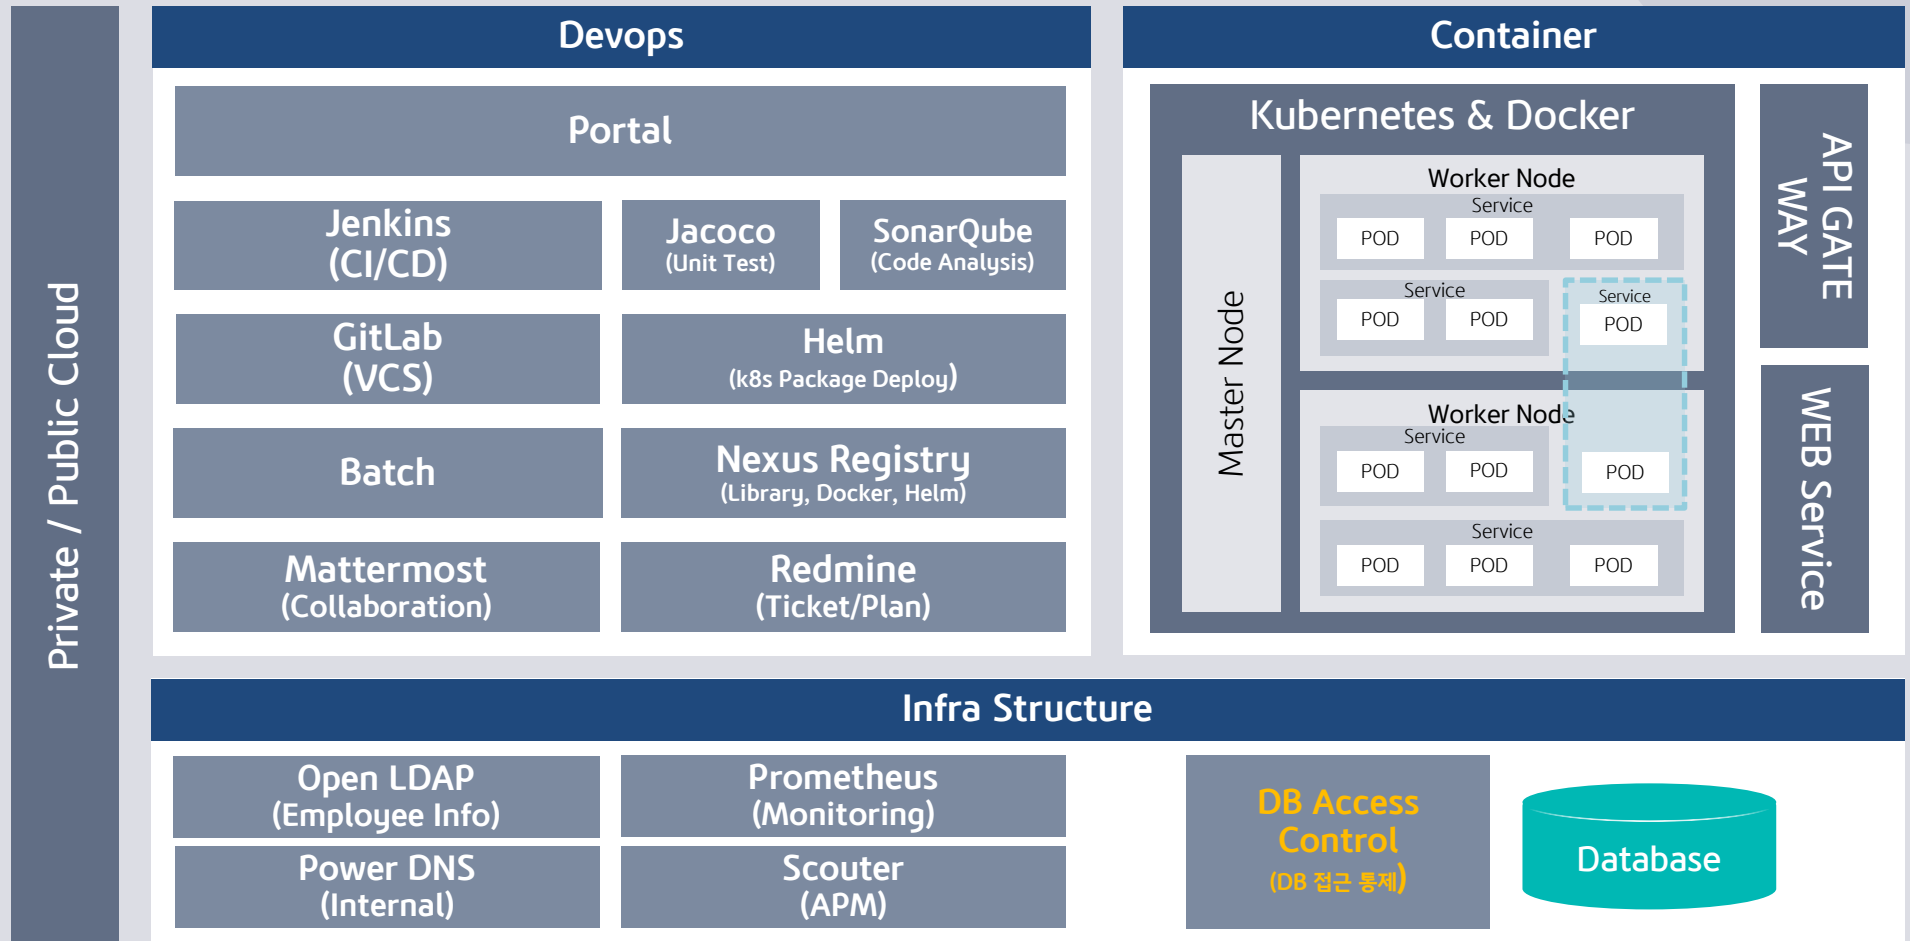 Private / Public Cloud
Devops
Portal
Jenkins
(CI/CD)
Jacoco
(Unit Test)
SonarQube
(Code Analysis)
GitLab
(VCS)
Helm
(k8s Package Deploy)
Batch
Nexus Registry
(Library, Docker, Helm)
Mattermost
(Collaboration)
Redmine
(Ticket/Plan)
Container
Kubernetes & Docker
Master Node
Worker Node
Service
POD POD POD
Service
POD POD
Service
POD
Worker Node
Service
POD POD
POD
Service
POD POD POD
API GATE
WAY
WEB Service
Infra Structure
Open LDAP
(Employee Info)
Prometheus
(Monitoring)
Power DNS
(Internal)
Scouter
(APM)
DB Access
Control
(DB 접근 통제)
Database